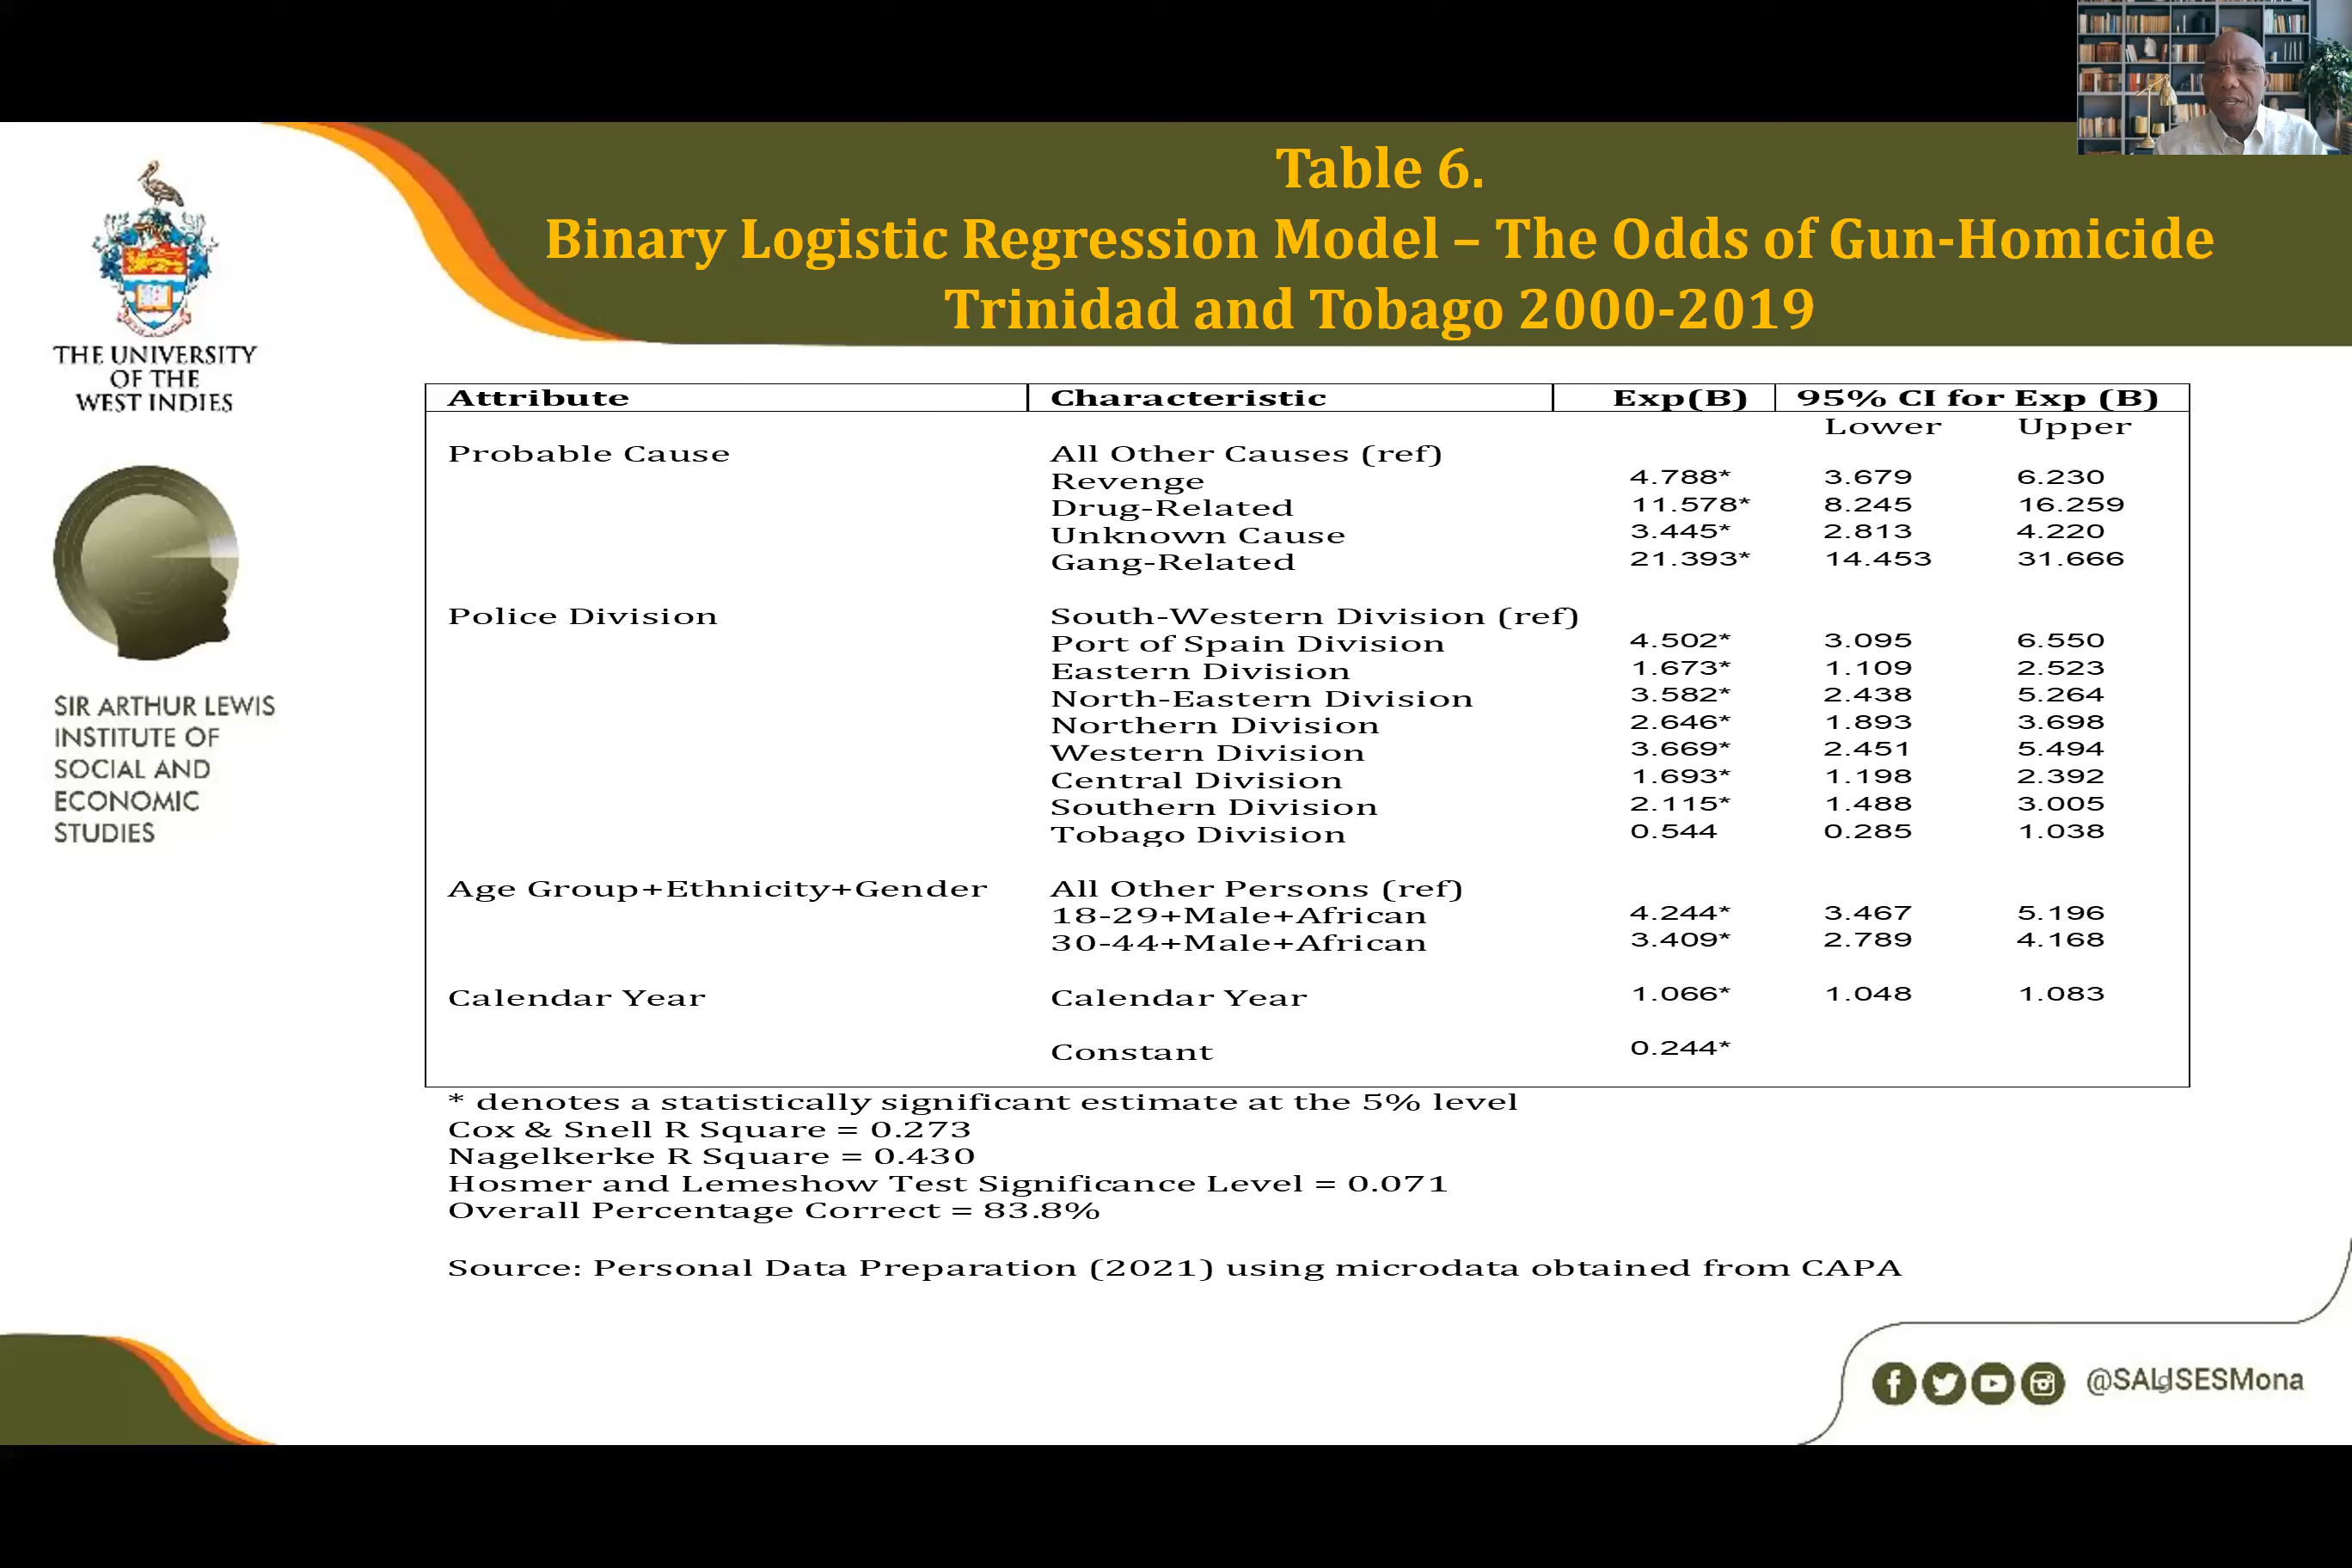 Table 6.
Binary Logistic Regression Model – The Odds of Gun-Homicide
Trinidad and Tobago 2000-2019
THE UNIVERSITY
OF THE
WEST INDIES
SIR ARTHUR LEWIS
INSTITUTE OF
SOCIAL AND
ECONOMIC
STUDIES
Attribute Characteristic Exp(B) 95% CI for Exp (B)
Lower Upper
Probable Cause All Other Causes (ref)
Revenge 4.788* 3.679 6.230
Drug-Related 11.578* 8.245 16.259
Unknown Cause 3.445* 2.813 4.220
Gang-Related 21.393* 14.453 31.666
Police Division South-Western Division (ref)
Port of Spain Division 4.502* 3.095 6.550
Eastern Division 1.673* 1.109 2.523
North-Eastern Division 3.582* 2.438 5.264
Northern Division 2.646* 1.893 3.698
Western Division 3.669* 2.451 5.494
Central Division 1.693* 1.198 2.392
Southern Division 2.115* 1.488 3.005
Tobago Division 0.544 0.285 1.038
Age Group+Ethnicity+Gender All Other Persons (ref)
18-29+Male+African 4.244* 3.467 5.196
30-44+Male+African 3.409* 2.789 4.168
Calendar Year Calendar Year 1.066* 1.048 1.083
Constant 0.244*
* denotes a statistically significant estimate at the 5% level
Cox & Snell R Square = 0.273
Nagelkerke R Square = 0.430
Hosmer and Lemeshow Test Significance Level = 0.071
Overall Percentage Correct = 83.8%
Source: Personal Data Preparation (2021) using microdata obtained from CAPA
@SALISESMona